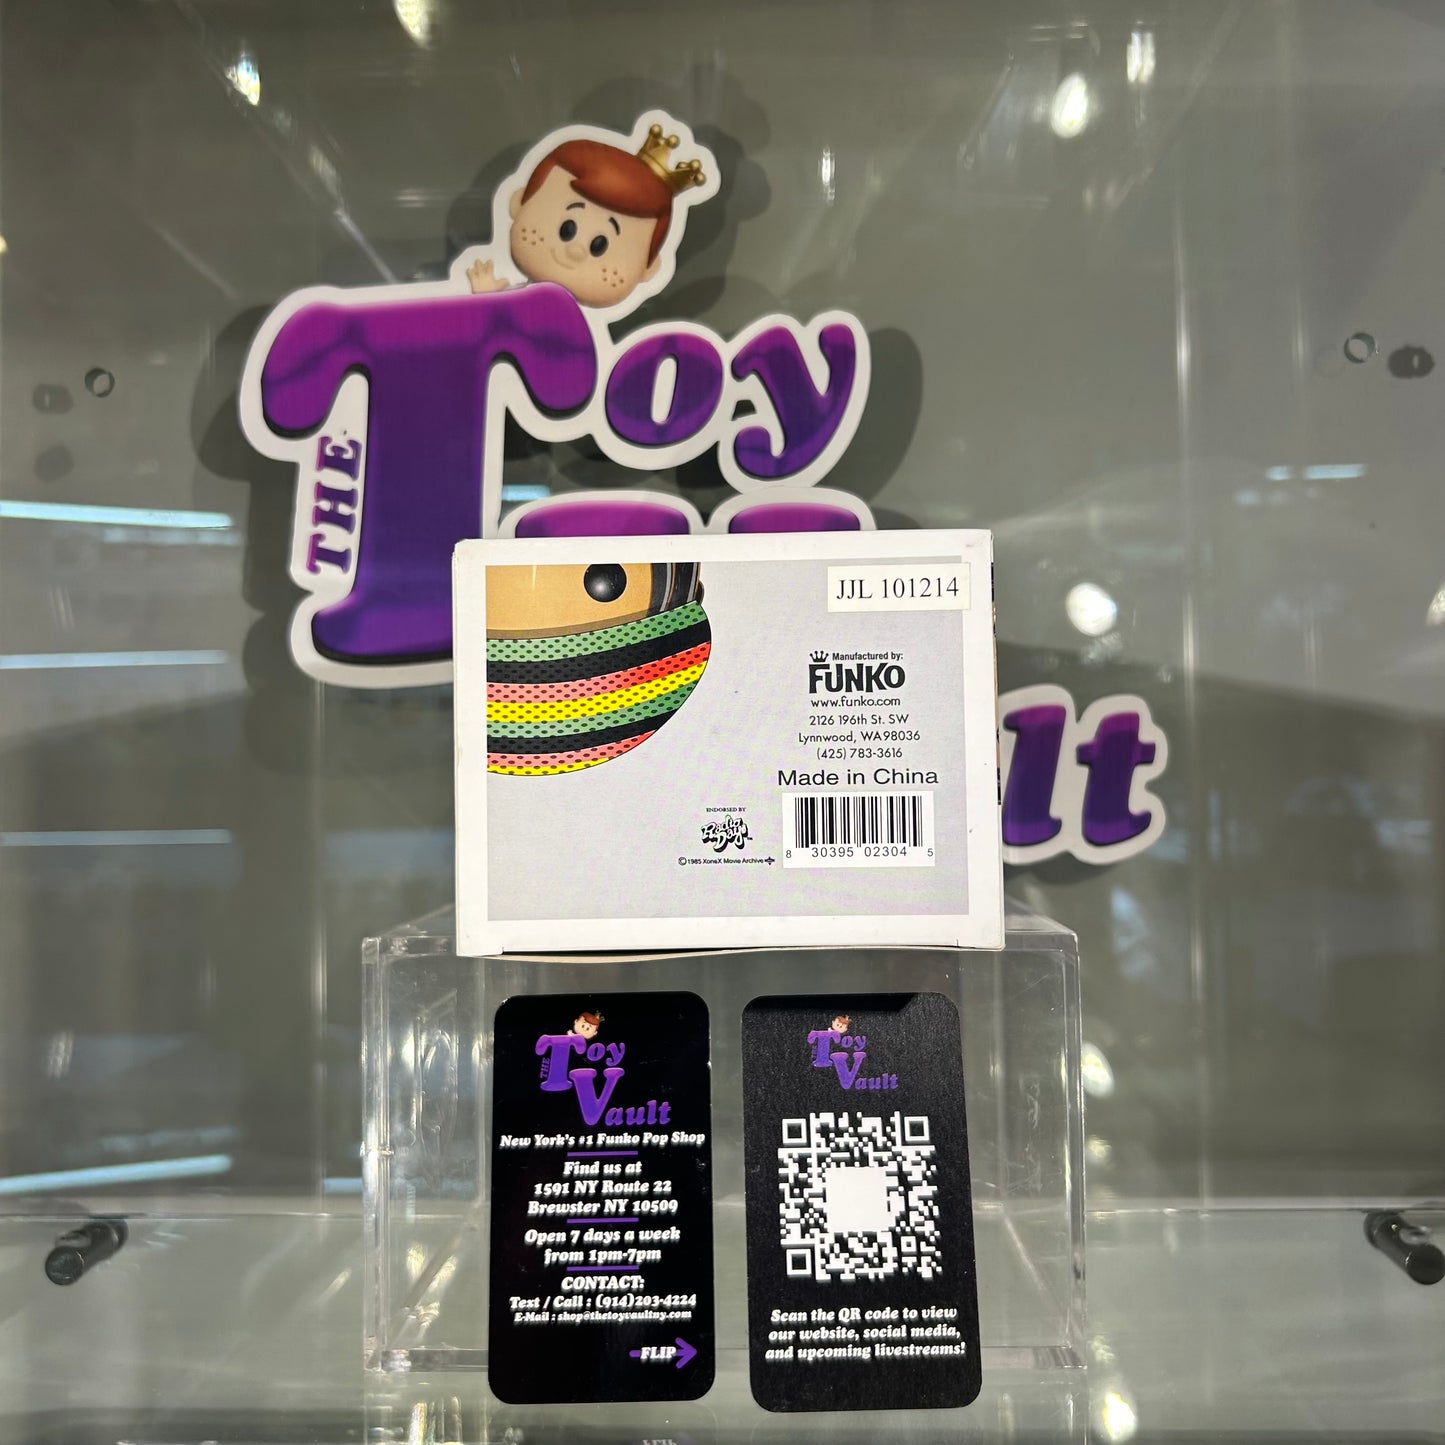 THE
Toy
lt
JJL 101214
Manufactured by:
FUNKO
www.funko.com
2126 196th St. SW
Lynnwood, WA98036
(425) 783-3616
Made in China
ENDORSED BY
Radio
Days
©1985 XoneX Movie Archive
8 30395 02304 5
THE Toy
Vault
New York's #1 Funko Pop Shop
Find us at
1591 NY Route 22
Brewster NY 10509
Open 7 days a week
from 1pm-7pm
CONTACT:
Text / Call : (914)203-4224
E-Mail : shop@thetoyvaultny.com
FLIP
THE Toy
Vault
Scan the QR code to view
our website, social media,
and upcoming livestreams!